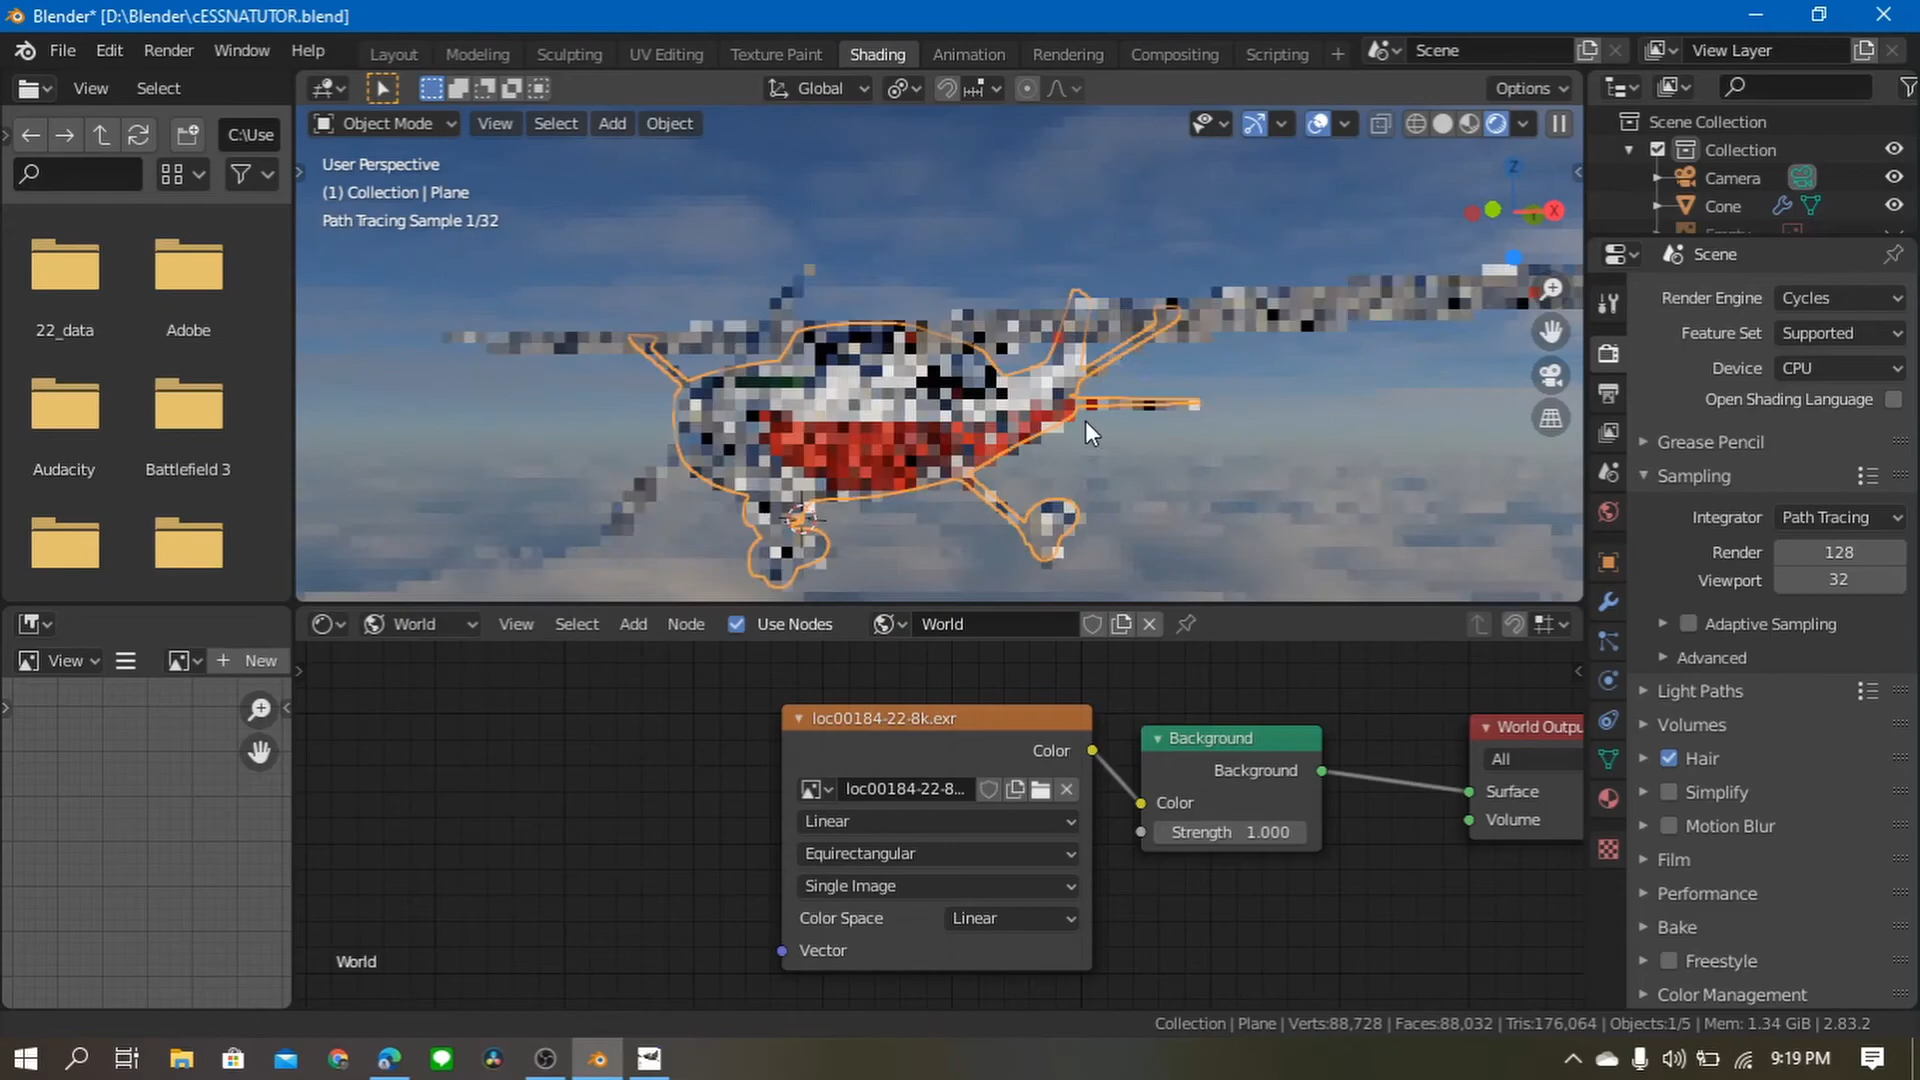 Blender* [D:\Blender\cESSNATUTOR.blend]
File Edit Render Window Help Layout Modeling Sculpting UV Editing Texture Paint Shading Animation Rendering Compositing Scripting + Scene View Layer
View Select Global Options
C:\Use Object Mode View Select Add Object
User Perspective
(1) Collection | Plane
Path Tracing Sample 1/32
Z
X
22_data Adobe
Audacity Battlefield 3
Scene Collection
Collection
Camera
Cone
Scene
Render Engine Cycles
Feature Set Supported
Device CPU
Open Shading Language
Grease Pencil
Sampling
Integrator Path Tracing
Render 128
Viewport 32
Adaptive Sampling
Advanced
Light Paths
Volumes
Hair
Simplify
Motion Blur
Film
Performance
Bake
Freestyle
Color Management
View + New
World View Select Add Node Use Nodes World
loc00184-22-8k.exr
Color
loc00184-22-8...
Linear
Equirectangular
Single Image
Color Space Linear
Vector
Background
Background
Color
Strength 1.000
World Outpu
All
Surface
Volume
World
Collection | Plane | Verts:88,728 | Faces:88,032 | Tris:176,064 | Objects:1/5 | Mem: 1.34 GiB | 2.83.2
9:19 PM